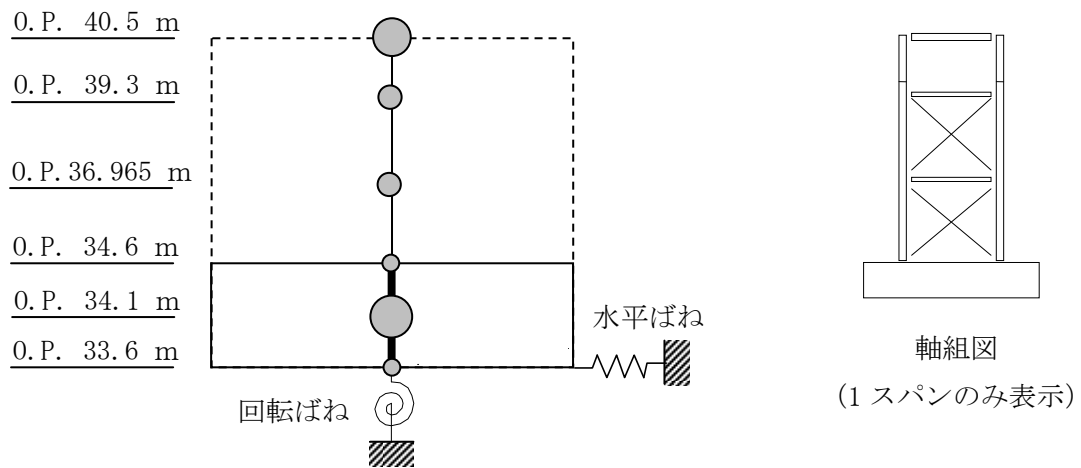 O.P. 40.5 m
O.P. 39.3 m
O.P. 36.965 m
O.P. 34.6 m
O.P. 34.1 m
O.P. 33.6 m
水平ばね
回転ばね
軸組図
(1 スパンのみ表示)